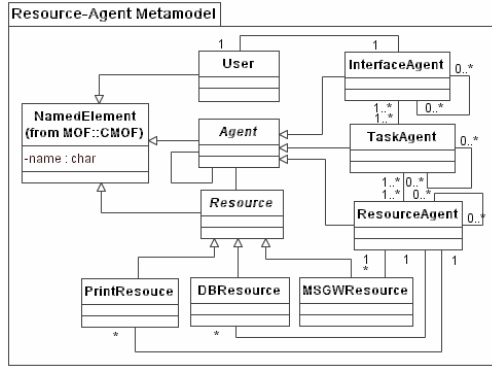 Resource-Agent Metamodel
1
1
User
InterfaceAgent
0..*
NamedElement
(from MOF::CMOF)
-name : char
1..*
0..*
1..*
Agent
TaskAgent
0..*
1..*
0..*
1..*
0..*
Resource
ResourceAgent
0..*
1
1
1
*
PrintResouce
DBResource
MSGWResource
*
*